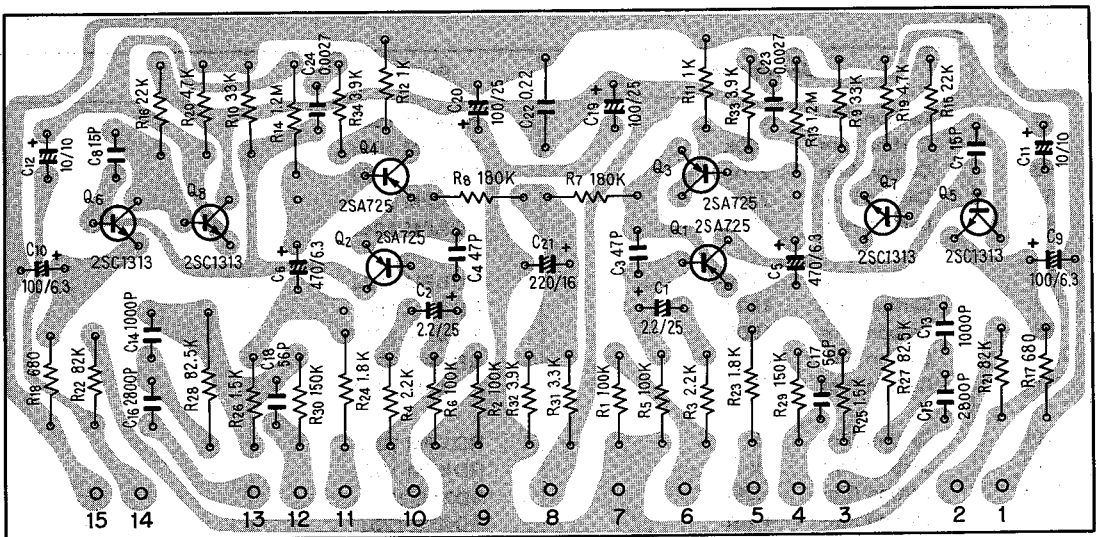 R16 22K
R20 4.7K
R10 33K
R14 1.2M
C24 0.0027
R34 3.9K
R12 1K
C20 100/25
C22 0.22
C19 100/25
R11 1K
R33 3.9K
C23 0.0027
R13 1.2M
R9 33K
R19 4.7K
R15 22K
C12 10/10
C8 15P
Q4
2SA725
R8 180K
R7 180K
Q3
2SA725
C7 15P
C11 10/10
Q6
2SC1313
Q8
2SC1313
Q7
2SC1313
Q5
2SC1313
C10
100/6.3
C6 470/6.3
Q2
2SA725
C4 47P
C21
220/16
C3 47P
Q1
2SA725
C5 470/6.3
C9
100/6.3
C2
2.2/25
C1
2.2/25
R18 680
R22 82K
C14 1000P
C16 2800P
R28 82.5K
R26 1.5K
C18 56P
R30 150K
R24 1.8K
R4 2.2K
R6 100K
R2 100K
R32 3.9K
R31 3.3K
R1 100K
R5 100K
R3 2.2K
R23 1.8K
R29 150K
C17 56P
R25 1.5K
R27 82.5K
C13 1000P
C15 2800P
R21 82K
R17 680
15 14 13 12 11 10 9 8 7 6 5 4 3 2 1